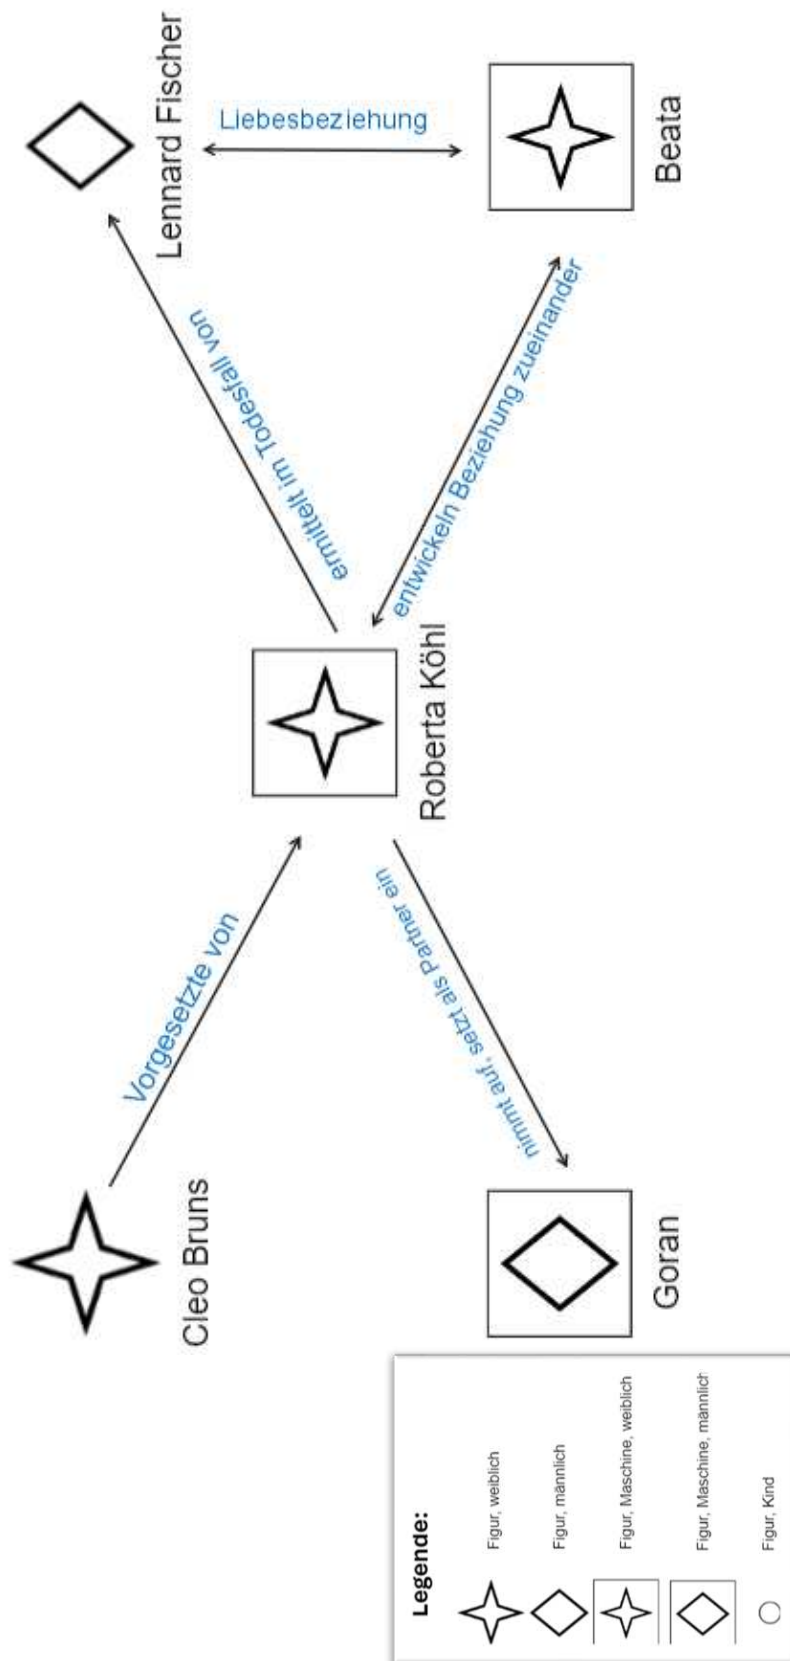 Cleo Bruns
Vorgesetzte von
Roberta Köhl
ermittelt im Todesfall von
Lennard Fischer
Liebesbeziehung
nimmt auf, setzt als Partner ein
entwickeln Beziehung zueinander
Goran
Beata
Legende:
Figur, weiblich
Figur, männlich
Figur, Maschine, weiblich
Figur, Maschine, männlich
Figur, Kind